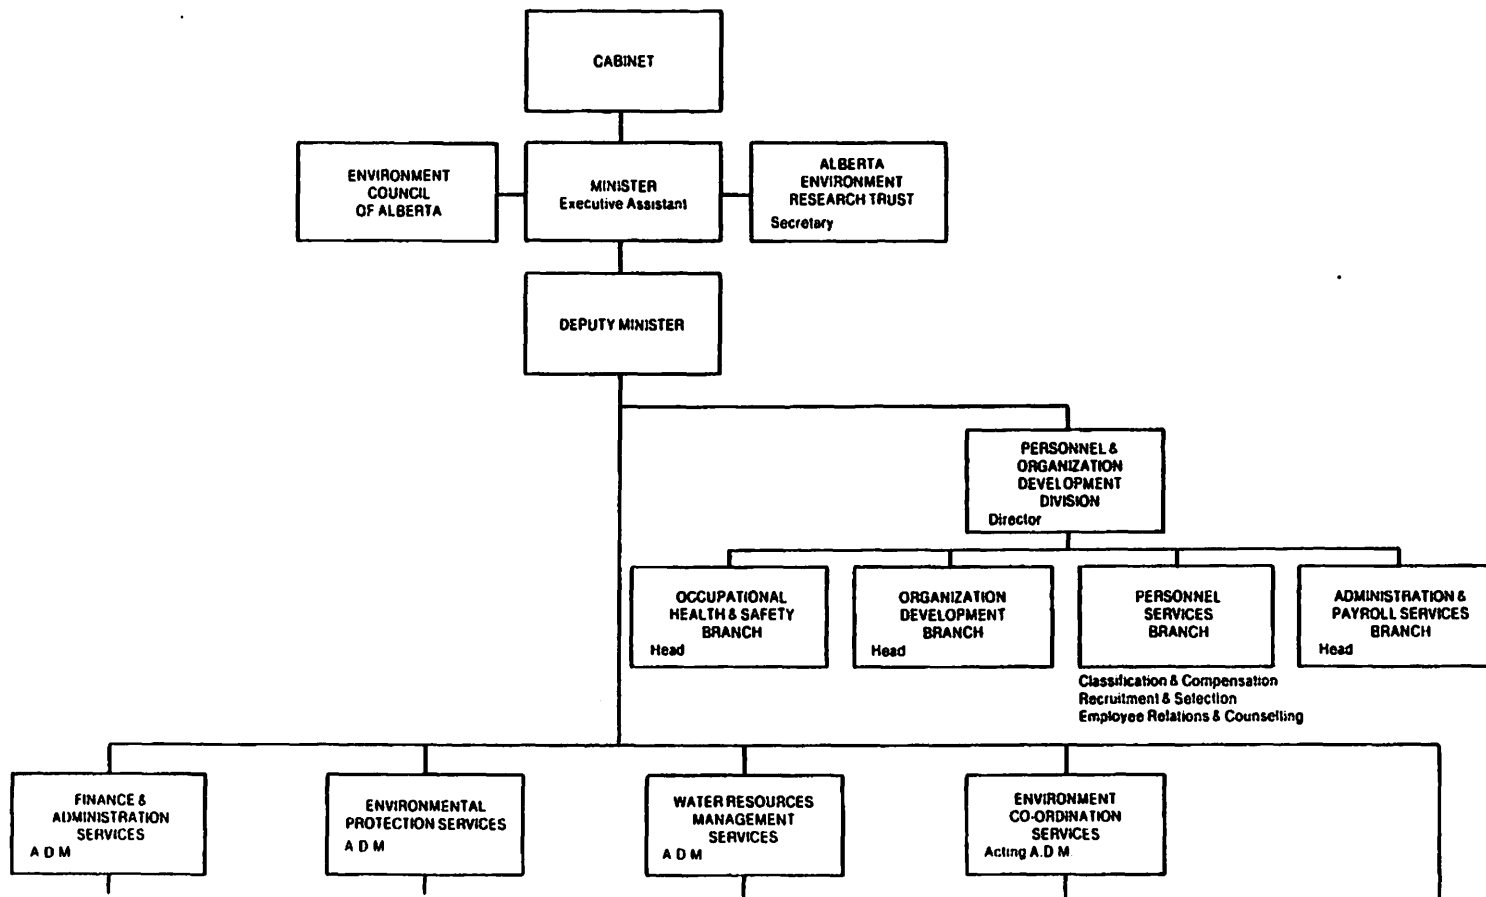 CABINET
ENVIRONMENT
COUNCIL
OF ALBERTA
MINISTER
Executive Assistant
ALBERTA
ENVIRONMENT
RESEARCH TRUST
Secretary
DEPUTY MINISTER
PERSONNEL &
ORGANIZATION
DEVELOPMENT
DIVISION
Director
OCCUPATIONAL
HEALTH & SAFETY
BRANCH
Head
ORGANIZATION
DEVELOPMENT
BRANCH
Head
PERSONNEL
SERVICES
BRANCH
Classification & Compensation
Recruitment & Selection
Employee Relations & Counselling
ADMINISTRATION &
PAYROLL SERVICES
BRANCH
Head
FINANCE &
ADMINISTRATION
SERVICES
A D M
ENVIRONMENTAL
PROTECTION SERVICES
A D M
WATER RESOURCES
MANAGEMENT
SERVICES
A D M
ENVIRONMENT
CO-ORDINATION
SERVICES
Acting A.D.M.